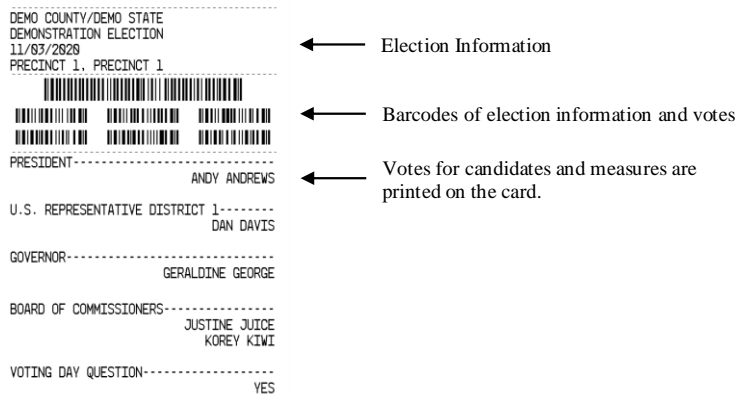 DEMO COUNTY/DEMO STATE
DEMONSTRATION ELECTION
11/03/2020
PRECINCT 1, PRECINCT 1
Election Information
Barcodes of election information and votes
PRESIDENT---------------------------
ANDY ANDREWS
Votes for candidates and measures are
printed on the card.
U.S. REPRESENTATIVE DISTRICT 1--------
DAN DAVIS
GOVERNOR----------------------------
GERALDINE GEORGE
BOARD OF COMMISSIONERS---------------
JUSTINE JUICE
KOREY KIWI
VOTING DAY QUESTION------------------
YES